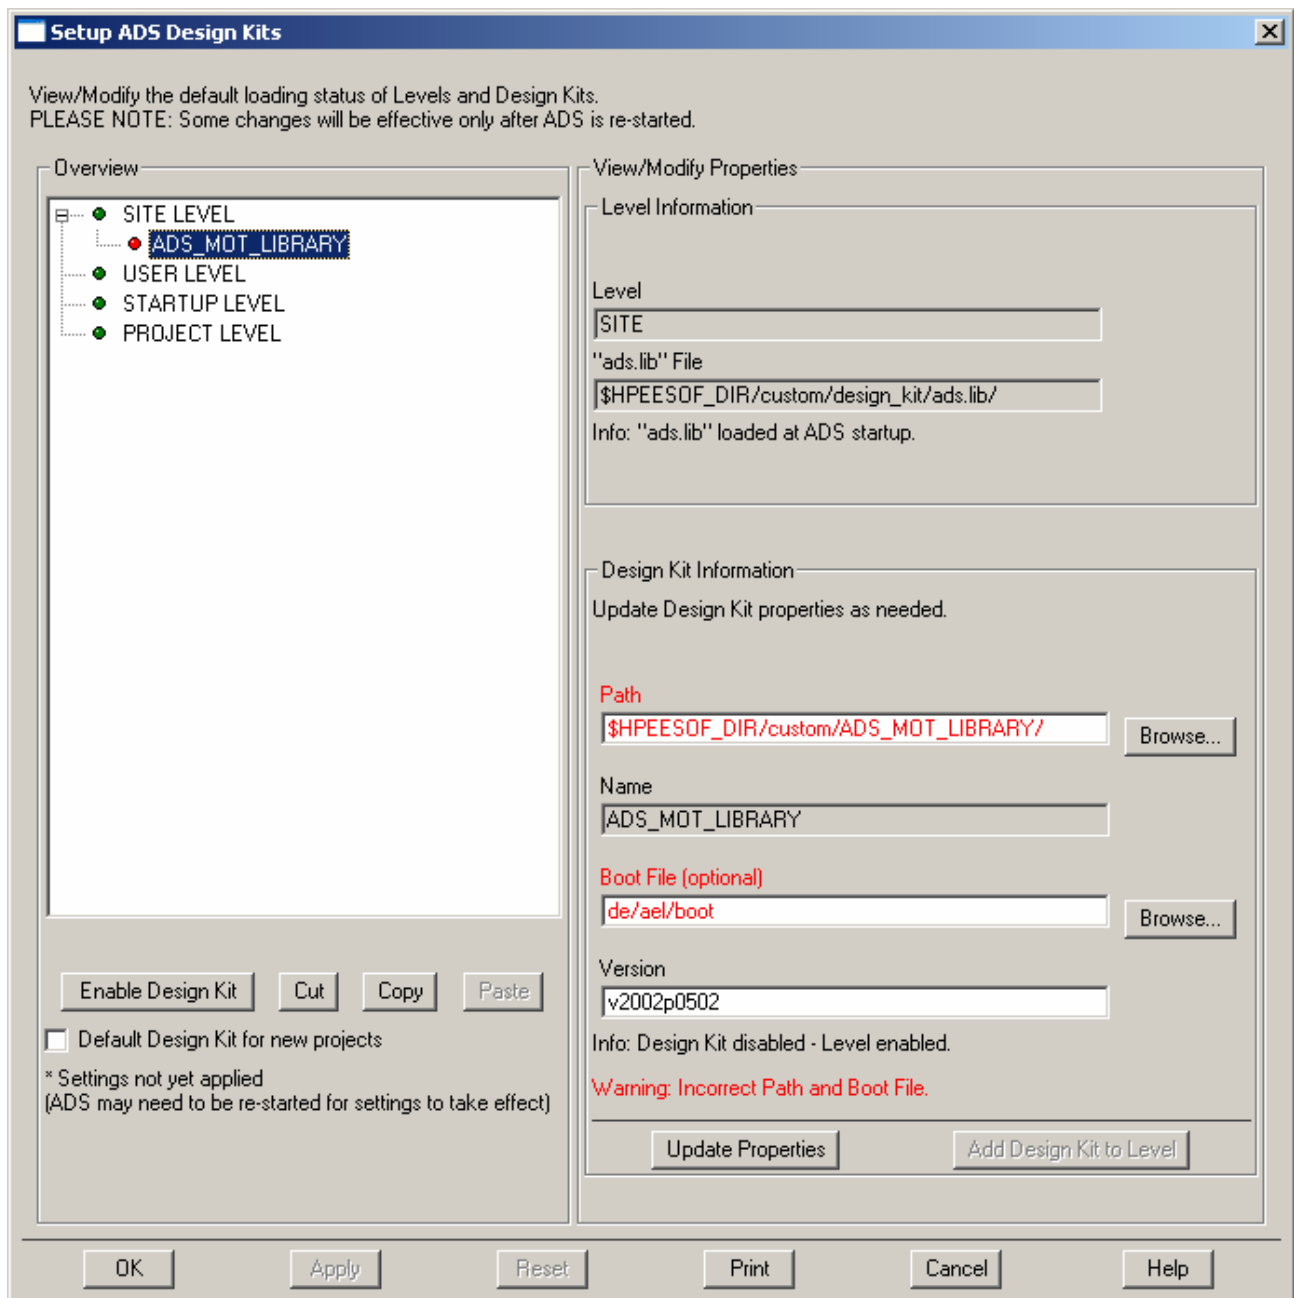 Setup ADS Design Kits
View/Modify the default loading status of Levels and Design Kits.
PLEASE NOTE: Some changes will be effective only after ADS is re-started.
Overview
SITE LEVEL
ADS_MOT_LIBRARY
USER LEVEL
STARTUP LEVEL
PROJECT LEVEL
Enable Design Kit Cut Copy Paste
Default Design Kit for new projects
* Settings not yet applied
(ADS may need to be re-started for settings to take effect)
View/Modify Properties
Level Information
Level
SITE
"ads.lib" File
$HPEESOF_DIR/custom/design_kit/ads.lib/
Info: "ads.lib" loaded at ADS startup.
Design Kit Information
Update Design Kit properties as needed.
Path
$HPEESOF_DIR/custom/ADS_MOT_LIBRARY/ Browse...
Name
ADS_MOT_LIBRARY
Boot File (optional)
de/ael/boot Browse...
Version
v2002p0502
Info: Design Kit disabled - Level enabled.
Warning: Incorrect Path and Boot File.
Update Properties Add Design Kit to Level
OK Apply Reset Print Cancel Help